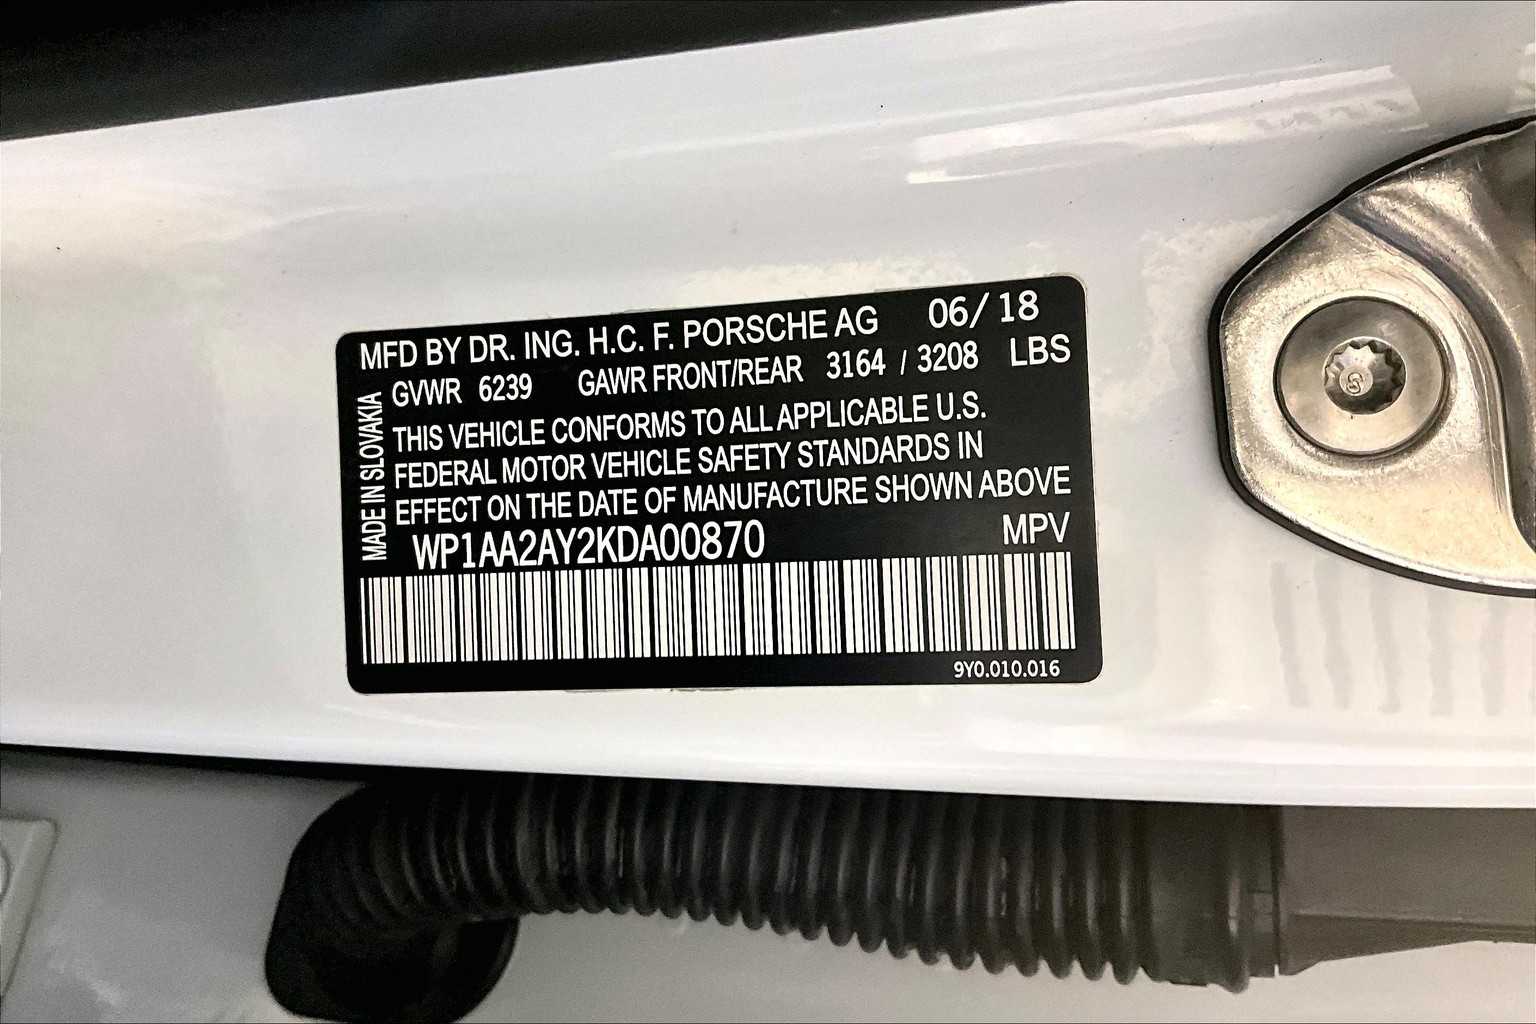 MFD BY DR. ING. H.C. F. PORSCHE AG 06/18
GVWR 6239 GAWR FRONT/REAR 3164 / 3208 LBS
MADE IN SLOVAKIA
THIS VEHICLE CONFORMS TO ALL APPLICABLE U.S.
FEDERAL MOTOR VEHICLE SAFETY STANDARDS IN
EFFECT ON THE DATE OF MANUFACTURE SHOWN ABOVE
WP1AA2AY2KDA00870 MPV
9Y0.010.016
S